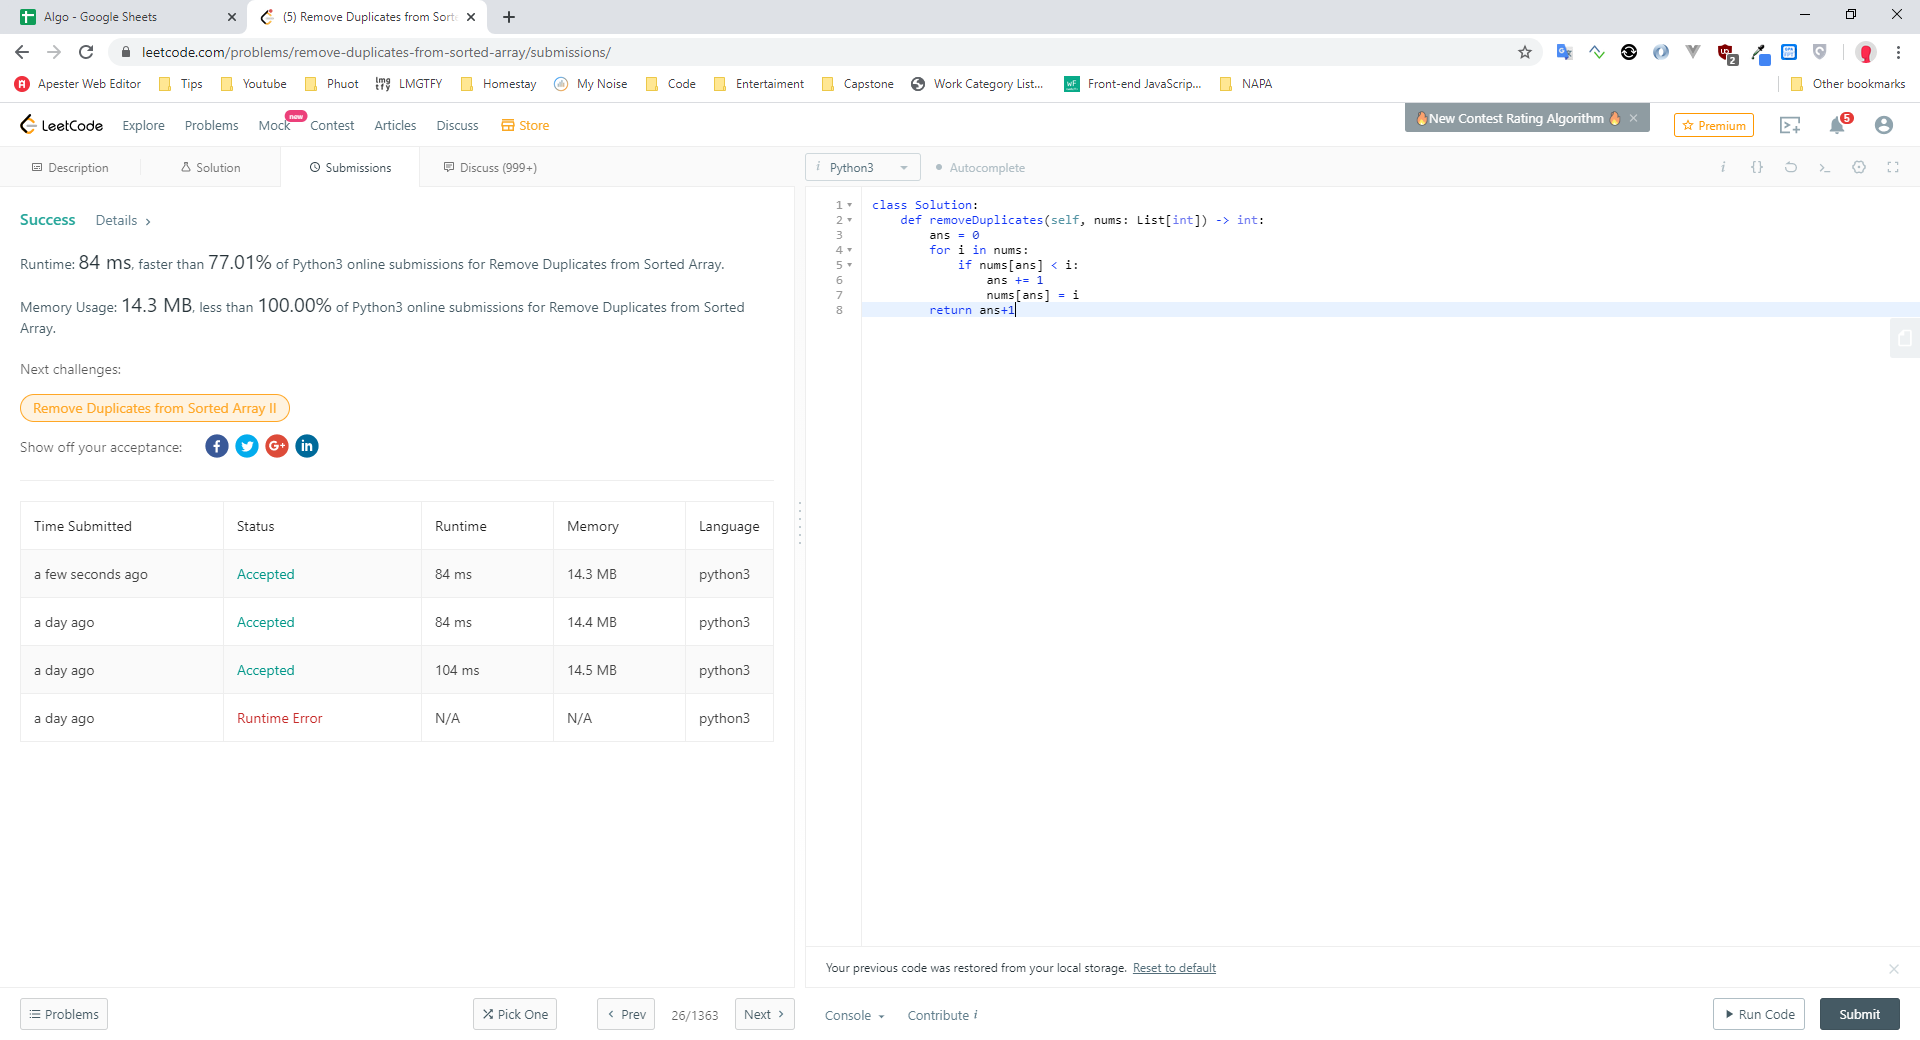 Algo - Google Sheets
(5) Remove Duplicates from Sort
leetcode.com/problems/remove-duplicates-from-sorted-array/submissions/
2
Apester Web Editor Tips Youtube Phuot LMGTFY Homestay My Noise Code Entertaiment Capstone Work Category List... Front-end JavaScrip... NAPA Other bookmarks
LeetCode Explore Problems Mock new Contest Articles Discuss Store
🔥New Contest Rating Algorithm 🔥 ×
Premium
5
Description Solution Submissions Discuss (999+)
i Python3 Autocomplete
Success Details >
Runtime: 84 ms, faster than 77.01% of Python3 online submissions for Remove Duplicates from Sorted Array.
Memory Usage: 14.3 MB, less than 100.00% of Python3 online submissions for Remove Duplicates from Sorted
Array.
Next challenges:
Remove Duplicates from Sorted Array II
Show off your acceptance:
Time Submitted Status Runtime Memory Language
a few seconds ago Accepted 84 ms 14.3 MB python3
a day ago Accepted 84 ms 14.4 MB python3
a day ago Accepted 104 ms 14.5 MB python3
a day ago Runtime Error N/A N/A python3
1 class Solution:
2 def removeDuplicates(self, nums: List[int]) -> int:
3 ans = 0
4 for i in nums:
5 if nums[ans] < i:
6 ans += 1
7 nums[ans] = i
8 return ans+1
Your previous code was restored from your local storage. Reset to default
Problems Pick One < Prev 26/1363 Next > Console Contribute i Run Code Submit